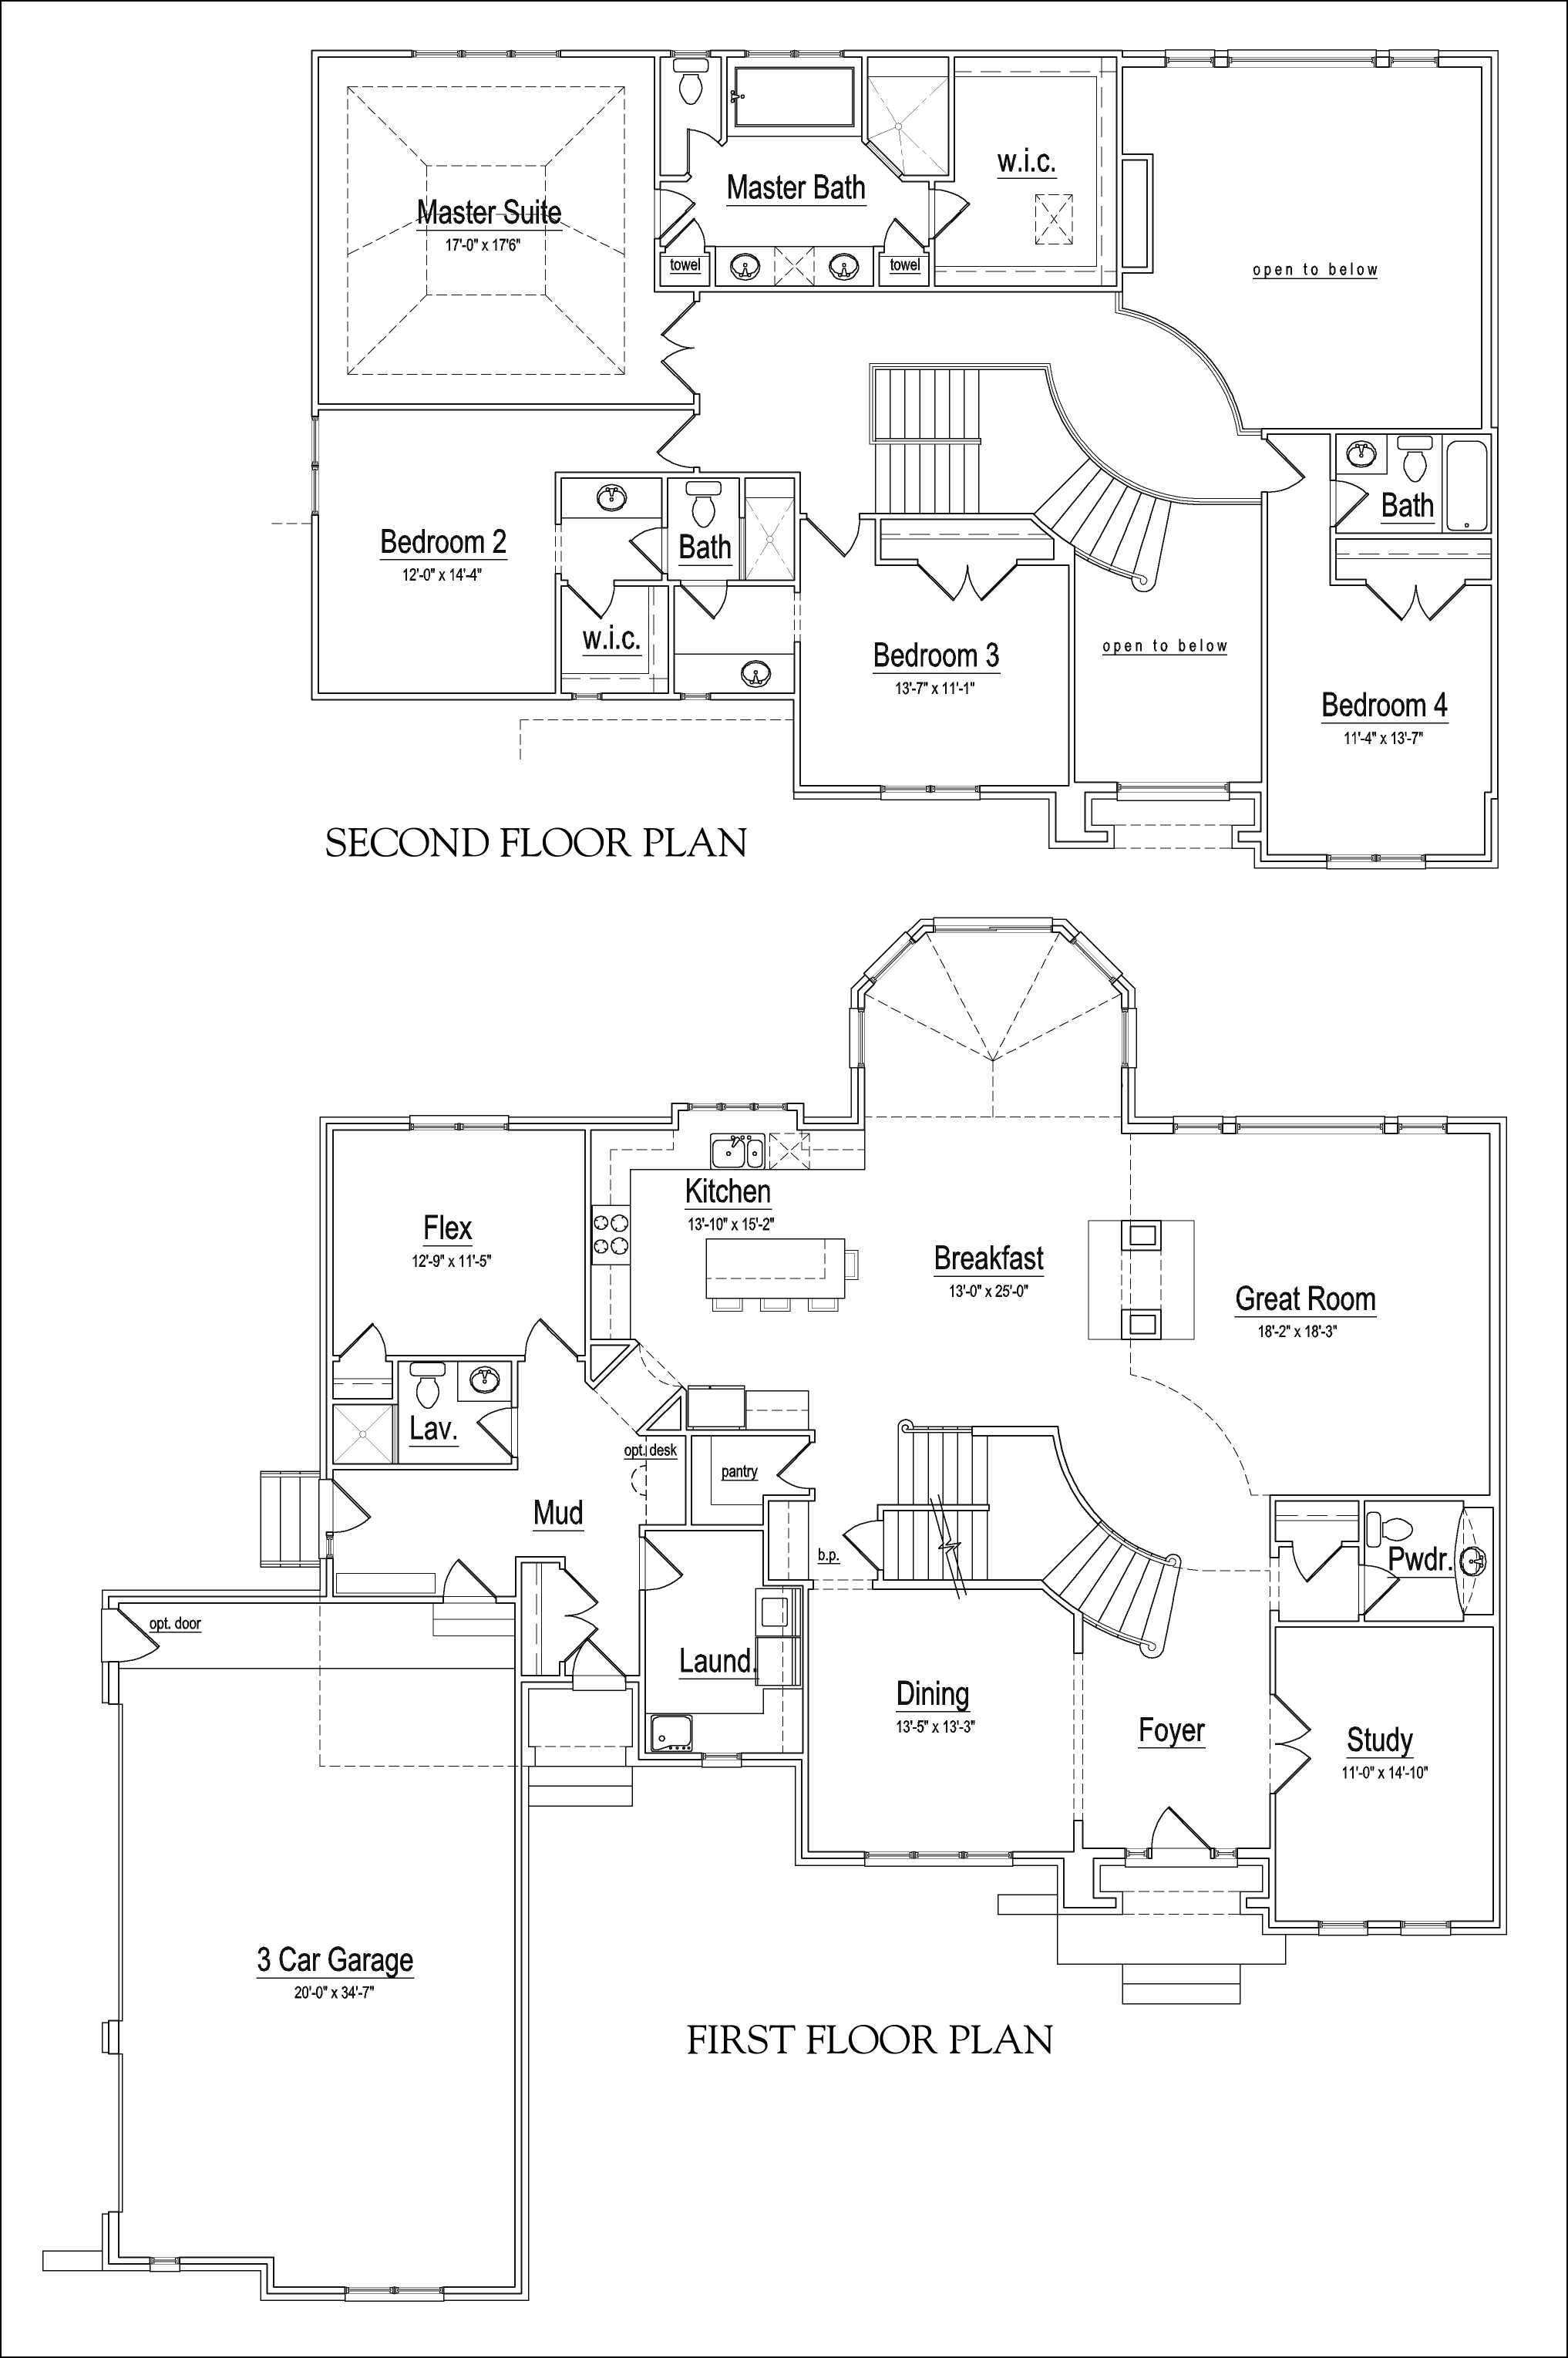 w.i.c.
Master Bath
Master Suite
17'-0" x 17'6"
towel
towel
open to below
Bedroom 2
12'-0" x 14'-4"
Bath
Bath
w.i.c.
Bedroom 3
13'-7" x 11'-1"
open to below
Bedroom 4
11'-4" x 13'-7"
SECOND FLOOR PLAN
Kitchen
13'-10" x 15'-2"
Flex
12'-9" x 11'-5"
Breakfast
13'-0" x 25'-0"
Great Room
18'-2" x 18'-3"
Lav.
opt. desk
pantry
Mud
b.p.
Pwdr.
opt. door
Laund.
Dining
13'-5" x 13'-3"
Foyer
Study
11'-0" x 14'-10"
3 Car Garage
20'-0" x 34'-7"
FIRST FLOOR PLAN